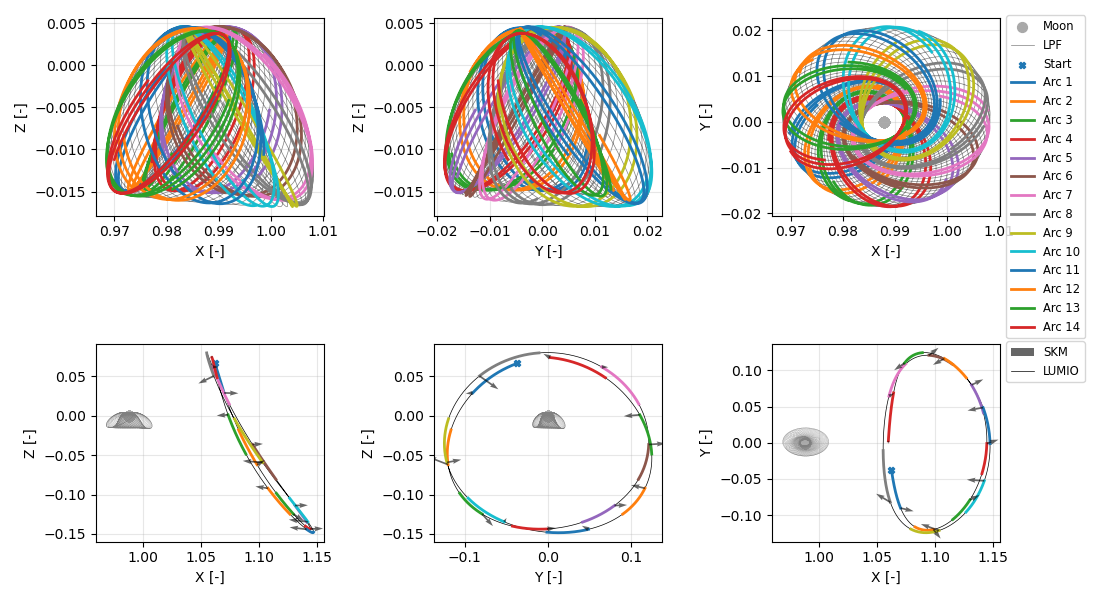 0.005
0.000
−0.005
−0.010
−0.015
Z [-]
0.97 0.98 0.99 1.00 1.01
X [-]
0.005
0.000
−0.005
−0.010
−0.015
Z [-]
−0.02 −0.01 0.00 0.01 0.02
Y [-]
0.02
0.01
0.00
−0.01
−0.02
Y [-]
0.97 0.98 0.99 1.00
X [-]
Moon
LPF
Start
Arc 1
Arc 2
Arc 3
Arc 4
Arc 5
Arc 6
Arc 7
Arc 8
Arc 9
Arc 10
Arc 11
Arc 12
Arc 13
Arc 14
SKM
LUMIO
0.05
0.00
−0.05
−0.10
−0.15
Z [-]
1.00 1.05 1.10 1.15
X [-]
0.05
0.00
−0.05
−0.10
−0.15
Z [-]
−0.1 0.0 0.1
Y [-]
0.10
0.05
0.00
−0.05
−0.10
Y [-]
1.00 1.05 1.10 1.15
X [-]